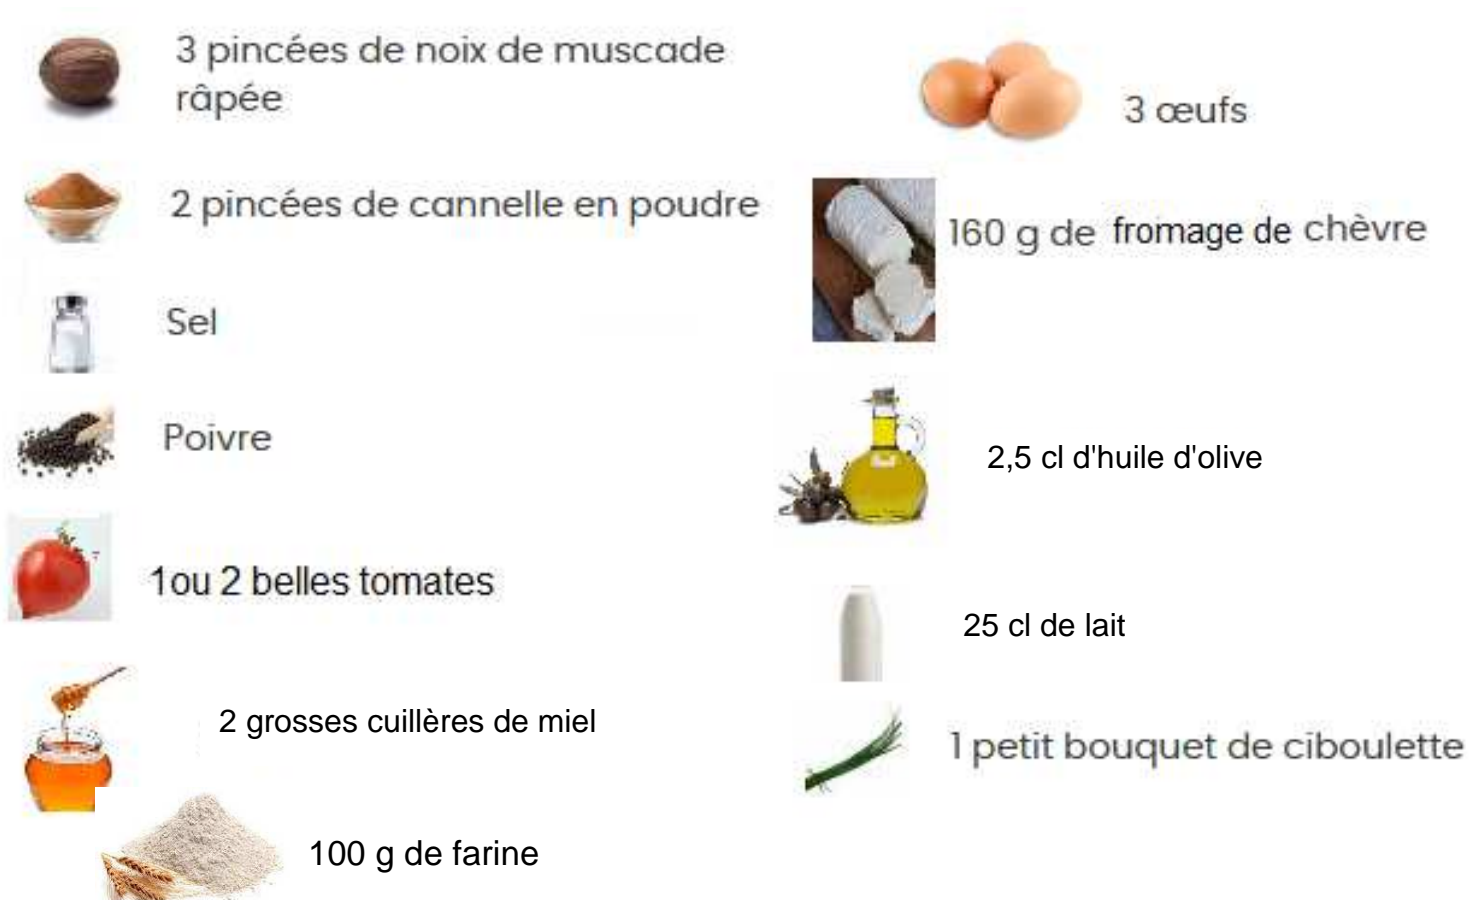 3 pincées de noix de muscade
râpée
2 pincées de cannelle en poudre
Sel
Poivre
1ou 2 belles tomates
2 grosses cuillères de miel
100 g de farine
3 œufs
160 g de fromage de chèvre
2,5 cl d'huile d'olive
25 cl de lait
1 petit bouquet de ciboulette